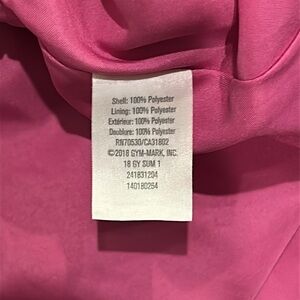 Shell: 100% Polyester
Lining: 100% Polyester
Extérieur: 100% Polyester
Doublure: 100% Polyester
RN70530/CA31802
©2018 GYM-MARK, INC.
18 GY SUM 1
241831204
140180264